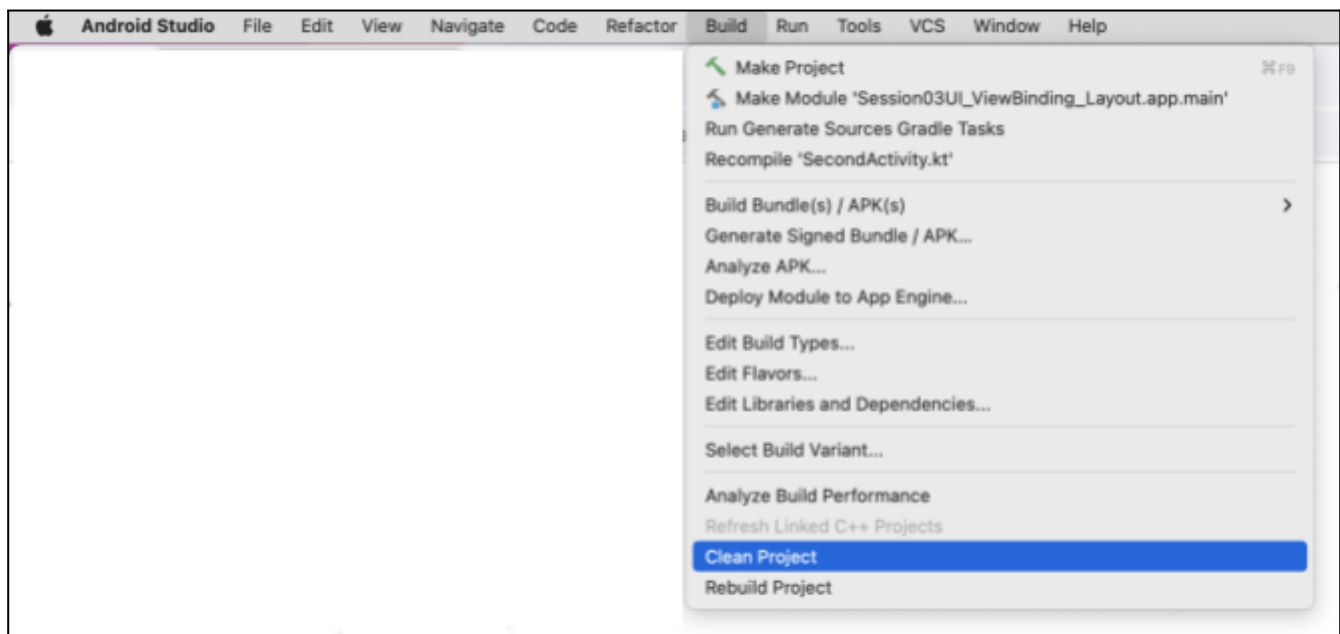 Android Studio File Edit View Navigate Code Refactor Build Run Tools VCS Window Help
Make Project ⌘F9
Make Module 'Session03UI_ViewBinding_Layout.app.main'
Run Generate Sources Gradle Tasks
Recompile 'SecondActivity.kt'
Build Bundle(s) / APK(s)
Generate Signed Bundle / APK...
Analyze APK...
Deploy Module to App Engine...
Edit Build Types...
Edit Flavors...
Edit Libraries and Dependencies...
Select Build Variant...
Analyze Build Performance
Refresh Linked C++ Projects
Clean Project
Rebuild Project